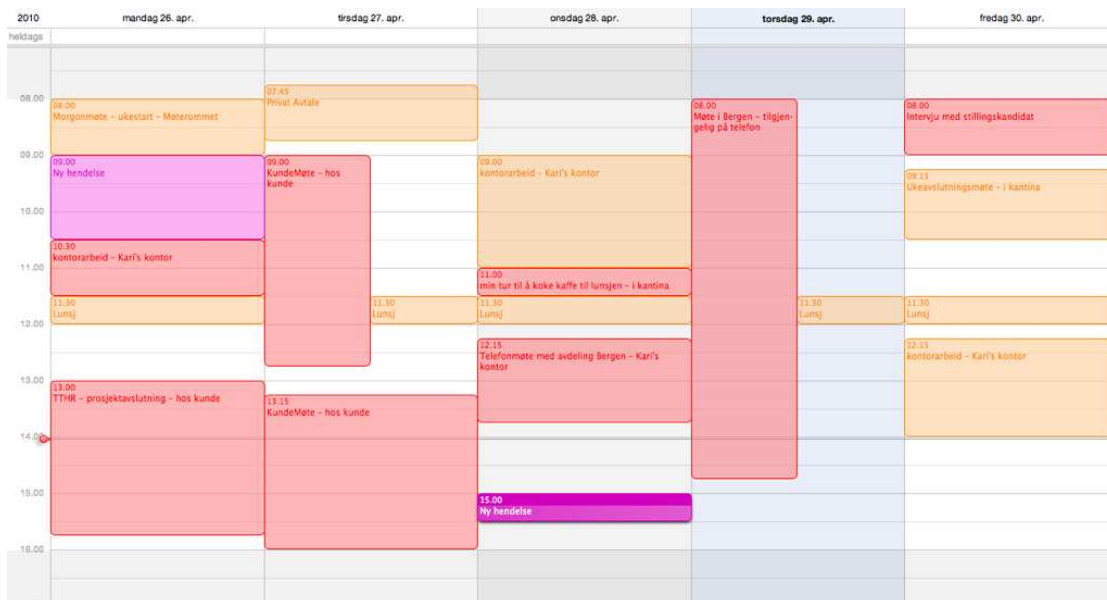 2010
mandag 26. apr.
tirsdag 27. apr.
onsdag 28. apr.
torsdag 29. apr.
fredag 30. apr.
heldags
08.00
09.00
10.00
11.00
12.00
13.00
14.00
15.00
16.00
08.00
Morgonmøte - ukestart - Møterommet
09.00
Ny hendelse
10.30
kontorarbeid - Kari's kontor
11.30
Lunsj
13.00
TTHR - prosjektavslutning - hos kunde
07.45
Privat Avtale
09.00
KundeMøte - hos
kunde
11.30
Lunsj
13.15
KundeMøte - hos kunde
09.00
kontorarbeid - Kari's kontor
11.00
min tur til å koke kaffe til lunsjen - i kantina
11.30
Lunsj
12.15
Telefonmøte med avdeling Bergen - Kari's
kontor
15.00
Ny hendelse
08.00
Møte i Bergen - tilgjen-
gelig på telefon
11.30
Lunsj
08.00
Intervju med stillingskandidat
09.15
Ukeavslutningsmøte - i kantina
11.30
Lunsj
12.15
kontorarbeid - Kari's kontor